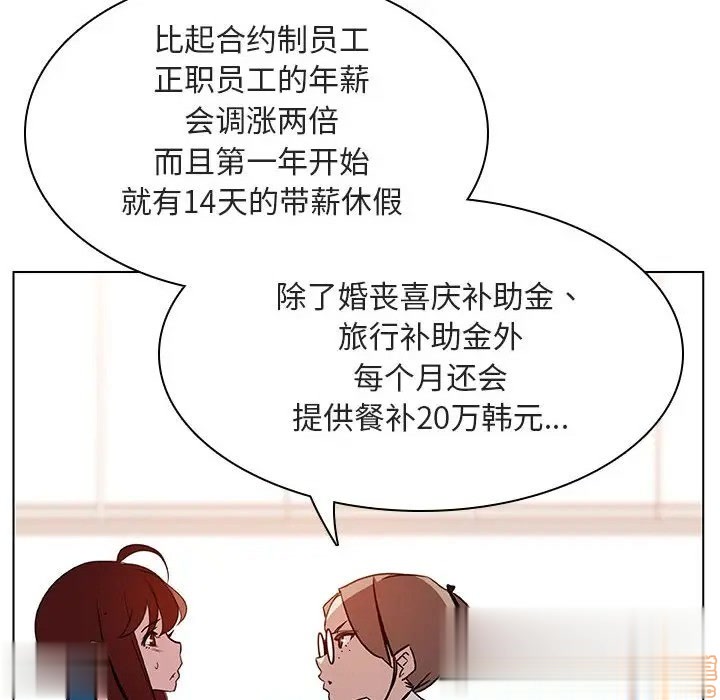 比起合约制员工
正职员工的年薪
会调涨两倍
而且第一年开始
就有14天的带薪休假
除了婚丧喜庆补助金、
旅行补助金外
每个月还会
提供餐补20万韩元...